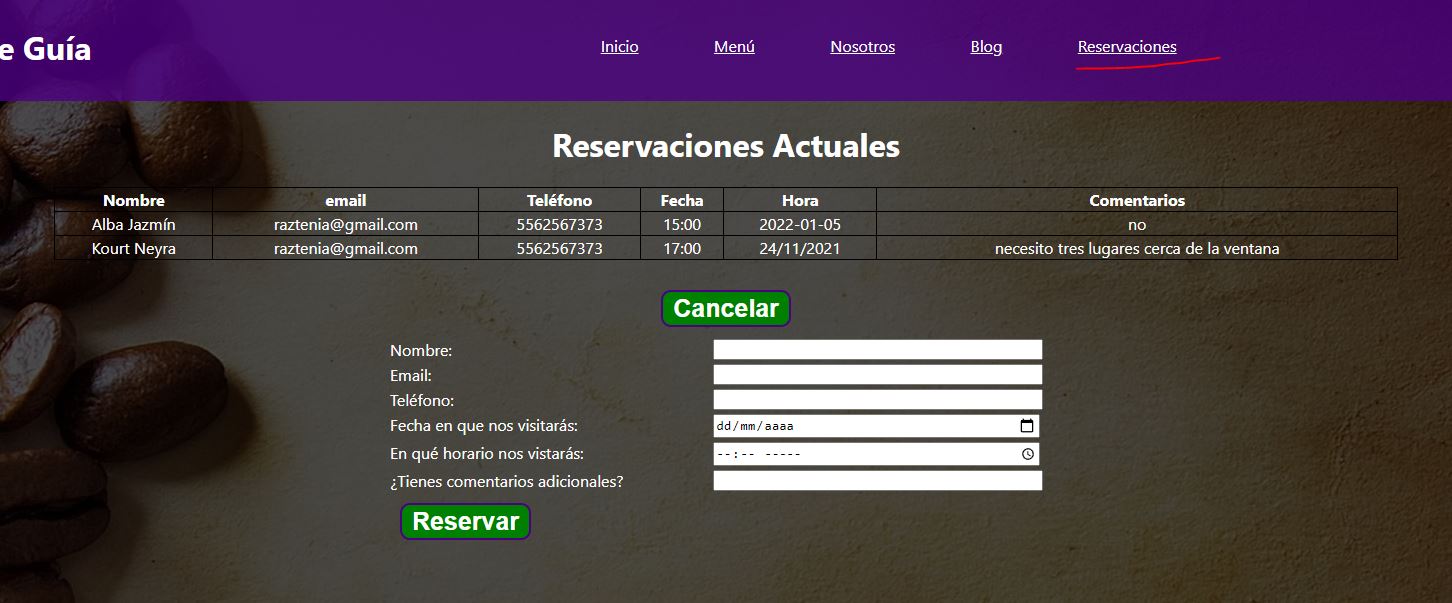 e Guía
Inicio Menú Nosotros Blog Reservaciones
Reservaciones Actuales
Nombre email Teléfono Fecha Hora Comentarios
Alba Jazmín raztenia@gmail.com 5562567373 15:00 2022-01-05 no
Kourt Neyra raztenia@gmail.com 5562567373 17:00 24/11/2021 necesito tres lugares cerca de la ventana
Cancelar
Nombre:
Email:
Teléfono:
Fecha en que nos visitarás: dd/mm/aaaa
En qué horario nos vistarás: --:-- -----
¿Tienes comentarios adicionales?
Reservar